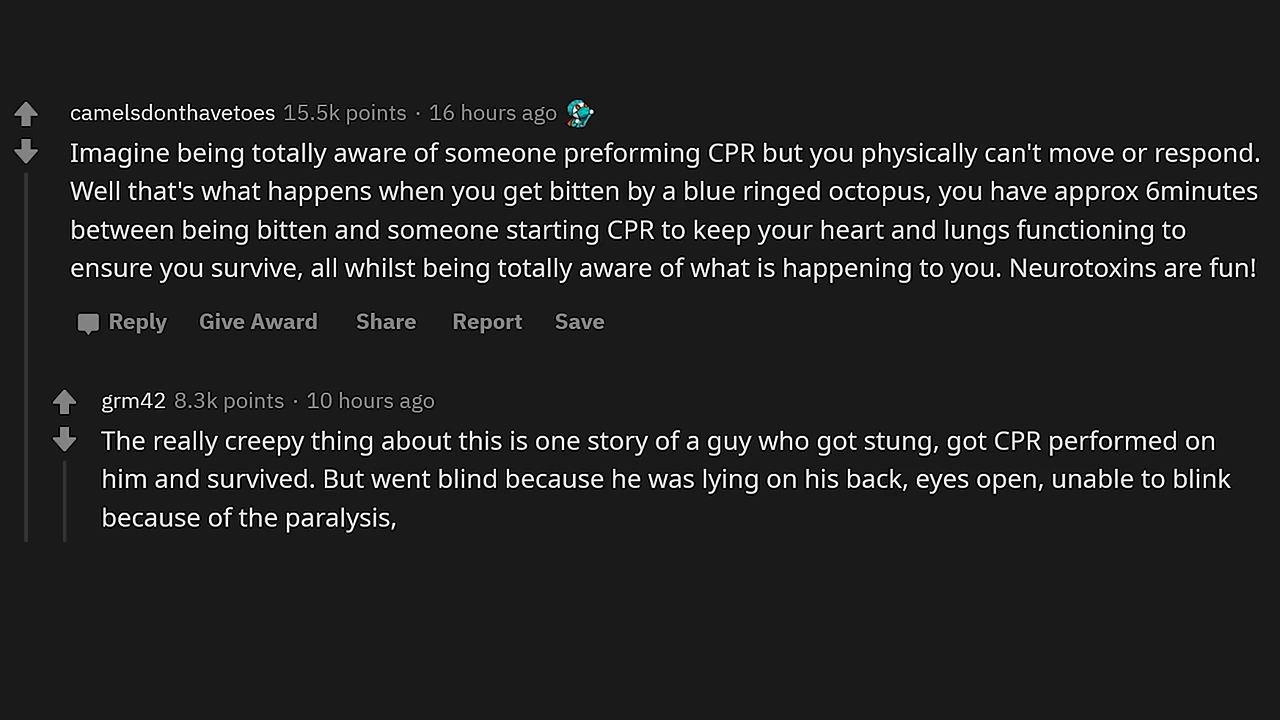 camelsdonthavetoes 15.5k points · 16 hours ago
Imagine being totally aware of someone preforming CPR but you physically can't move or respond.
Well that's what happens when you get bitten by a blue ringed octopus, you have approx 6minutes
between being bitten and someone starting CPR to keep your heart and lungs functioning to
ensure you survive, all whilst being totally aware of what is happening to you. Neurotoxins are fun!
Reply Give Award Share Report Save
grm42 8.3k points · 10 hours ago
The really creepy thing about this is one story of a guy who got stung, got CPR performed on
him and survived. But went blind because he was lying on his back, eyes open, unable to blink
because of the paralysis,